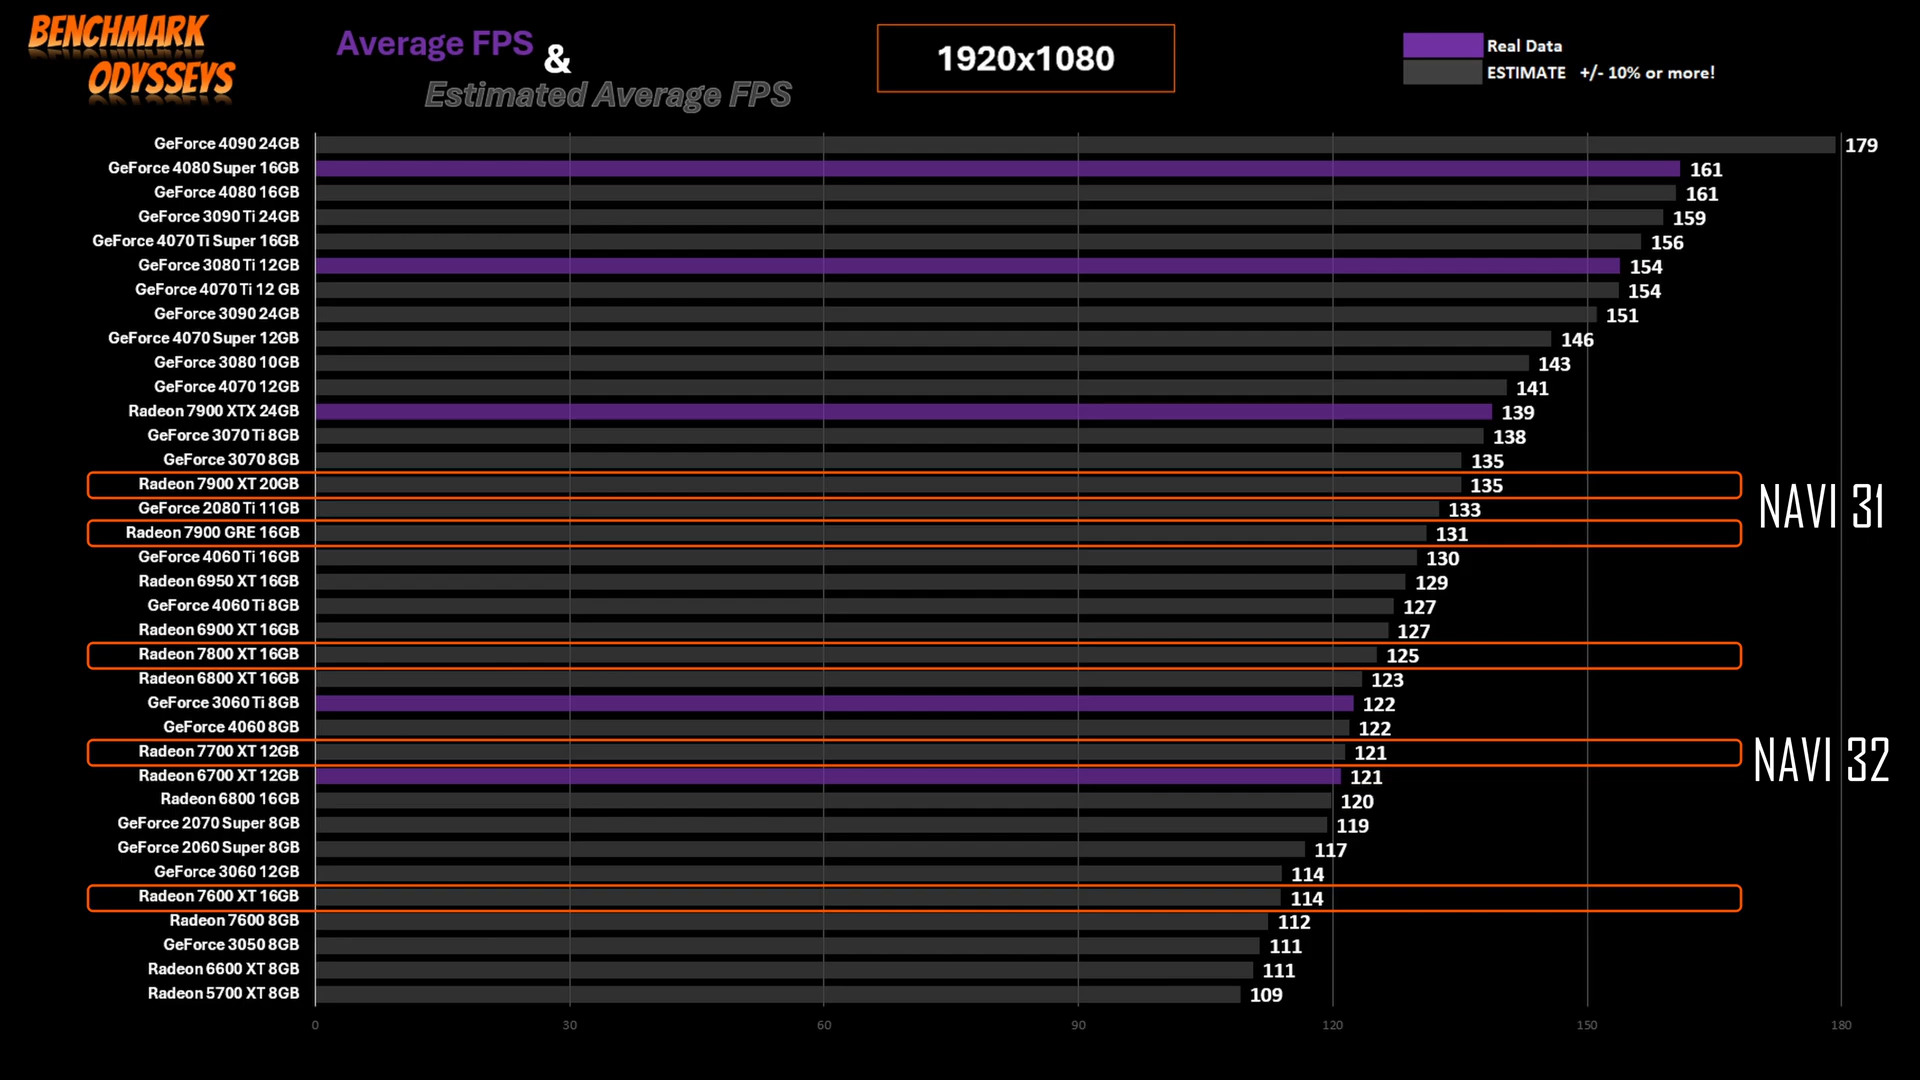 BENCHMARK
ODYSSEYS
Average FPS
&
Estimated Average FPS
1920x1080
Real Data
ESTIMATE +/- 10% or more!
GeForce 4090 24GB 179
GeForce 4080 Super 16GB 161
GeForce 4080 16GB 161
GeForce 3090 Ti 24GB 159
GeForce 4070 Ti Super 16GB 156
GeForce 3080 Ti 12GB 154
GeForce 4070 Ti 12 GB 154
GeForce 3090 24GB 151
GeForce 4070 Super 12GB 146
GeForce 3080 10GB 143
GeForce 4070 12GB 141
Radeon 7900 XTX 24GB 139
GeForce 3070 Ti 8GB 138
GeForce 3070 8GB 135
Radeon 7900 XT 20GB 135
NAVI 31
GeForce 2080 Ti 11GB 133
Radeon 7900 GRE 16GB 131
GeForce 4060 Ti 16GB 130
Radeon 6950 XT 16GB 129
GeForce 4060 Ti 8GB 127
Radeon 6900 XT 16GB 127
Radeon 7800 XT 16GB 125
Radeon 6800 XT 16GB 123
GeForce 3060 Ti 8GB 122
GeForce 4060 8GB 122
Radeon 7700 XT 12GB 121
NAVI 32
Radeon 6700 XT 12GB 121
Radeon 6800 16GB 120
GeForce 2070 Super 8GB 119
GeForce 2060 Super 8GB 117
GeForce 3060 12GB 114
Radeon 7600 XT 16GB 114
Radeon 7600 8GB 112
GeForce 3050 8GB 111
Radeon 6600 XT 8GB 111
Radeon 5700 XT 8GB 109
0 30 60 90 120 150 180